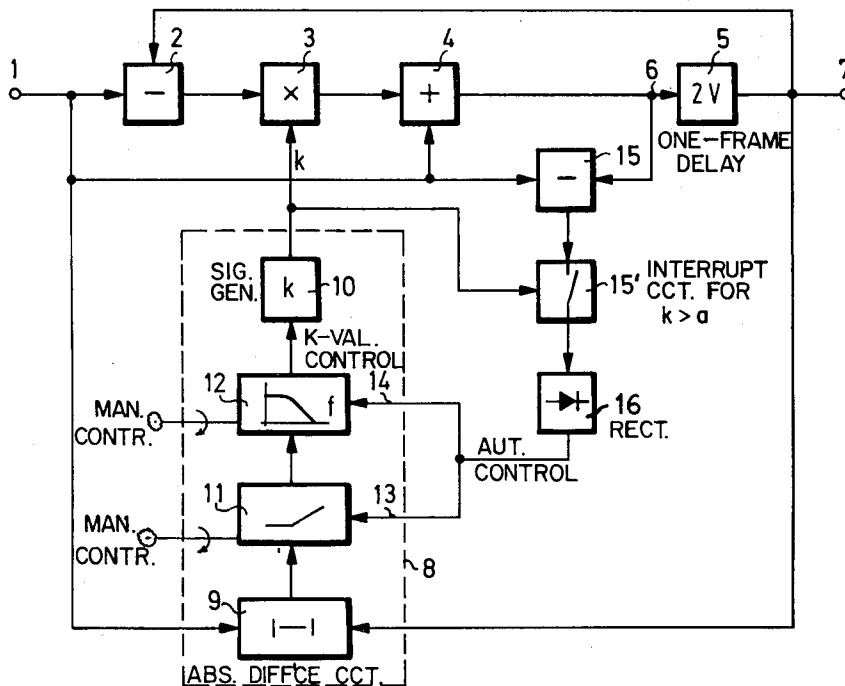 1
2
3
4
5
6
7
−
×
+
2V
ONE-FRAME
DELAY
k
15
−
SIG.
GEN.
k
10
15'
INTERRUPT
CCT. FOR
k > a
K-VAL.
CONTROL
12
f
14
MAN.
CONTR.
16
RECT.
AUT.
CONTROL
11
13
MAN.
CONTR.
8
9
|—|
ABS. DIFF'CE CCT.